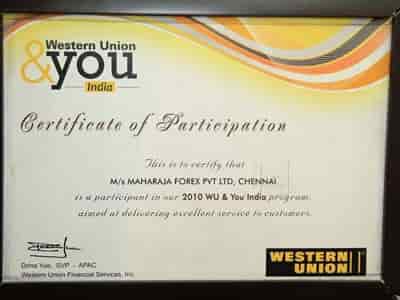 Western Union
&you
India
Certificate of Participation
This is to certify that
M/s MAHARAJA FOREX PVT LTD, CHENNAI
is a participant in our 2010 WU & You India program,
aimed at delivering excellent service to customers.
SVP - APAC
Western Union Financial Services, Inc.
WESTERN
UNION